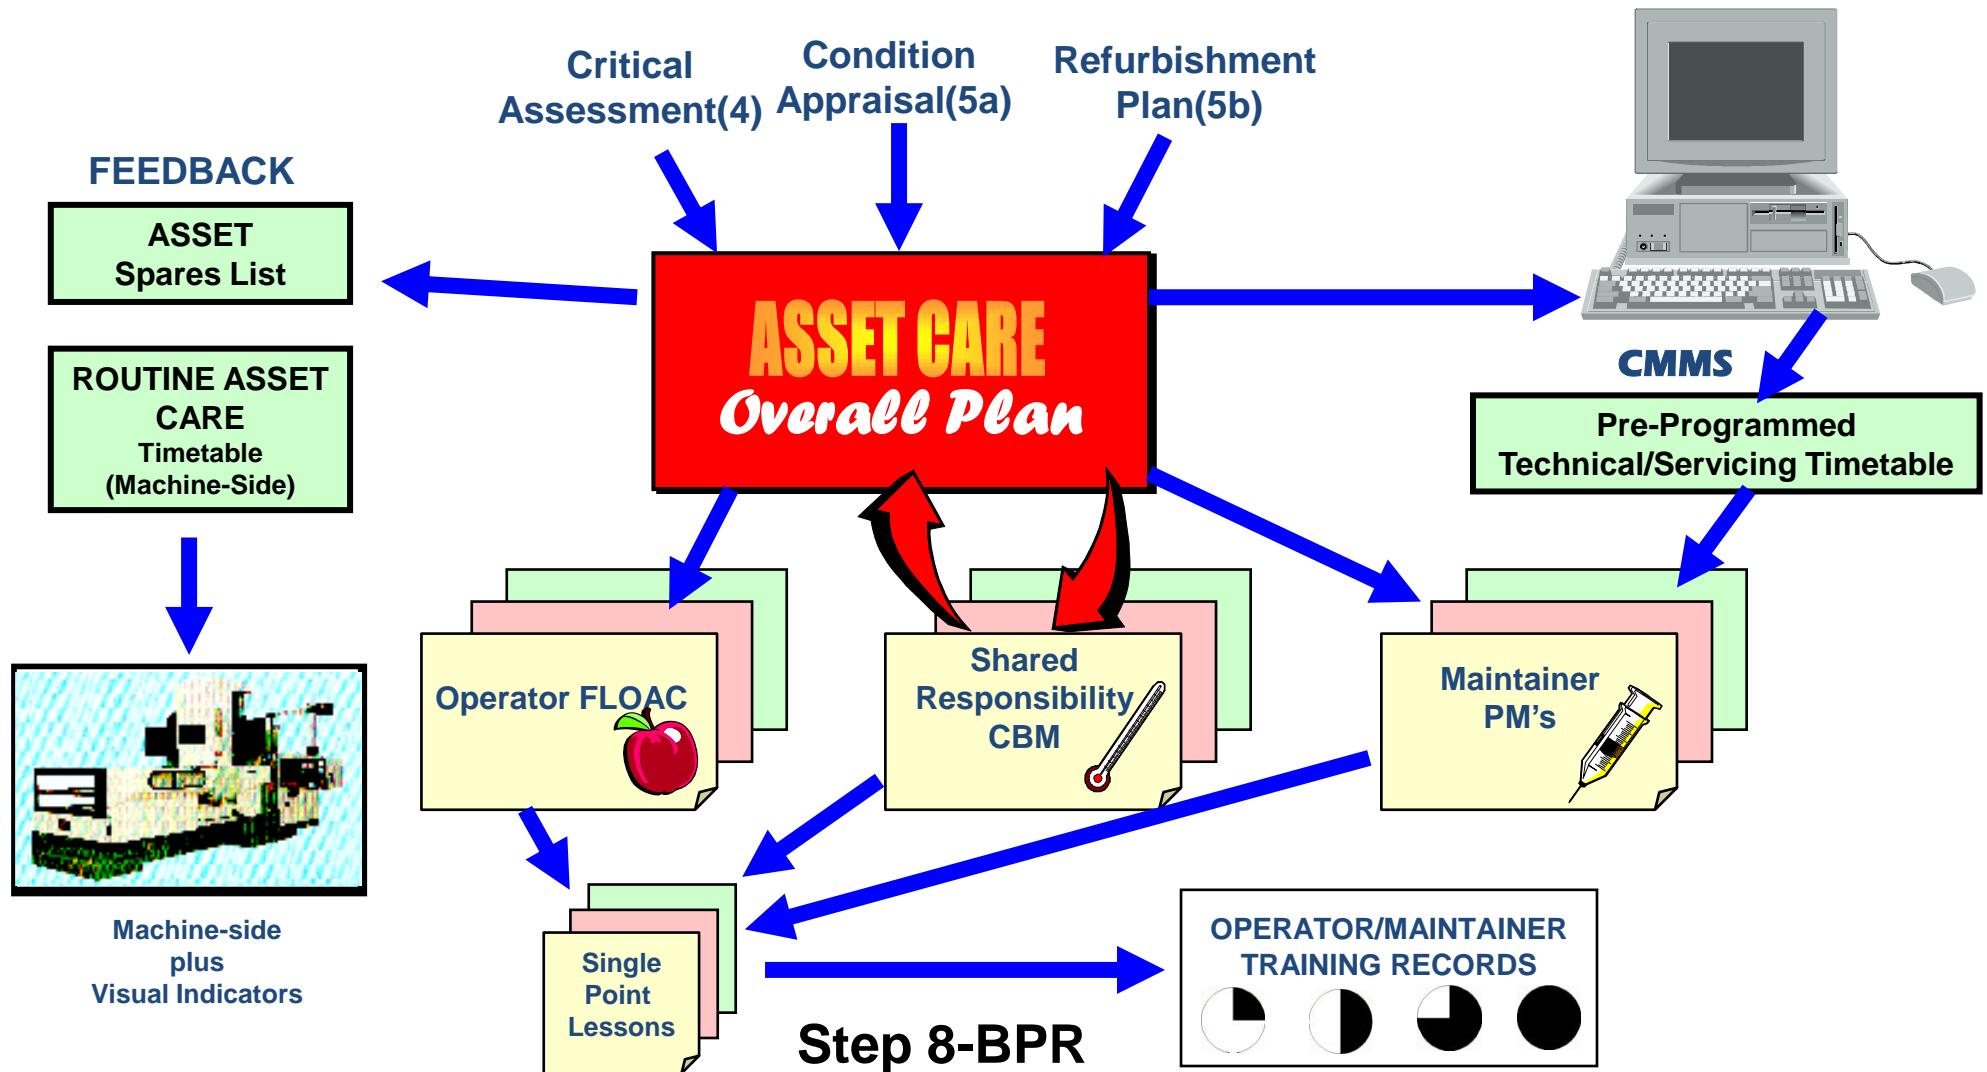 Critical
Assessment(4)
Condition
Appraisal(5a)
Refurbishment
Plan(5b)
FEEDBACK
ASSET
Spares List
ROUTINE ASSET
CARE
Timetable
(Machine-Side)
ASSET CARE
Overall Plan
CMMS
Pre-Programmed
Technical/Servicing Timetable
Operator FLOAC
Shared
Responsibility
CBM
Maintainer
PM's
Machine-side
plus
Visual Indicators
Single
Point
Lessons
OPERATOR/MAINTAINER
TRAINING RECORDS
Step 8-BPR